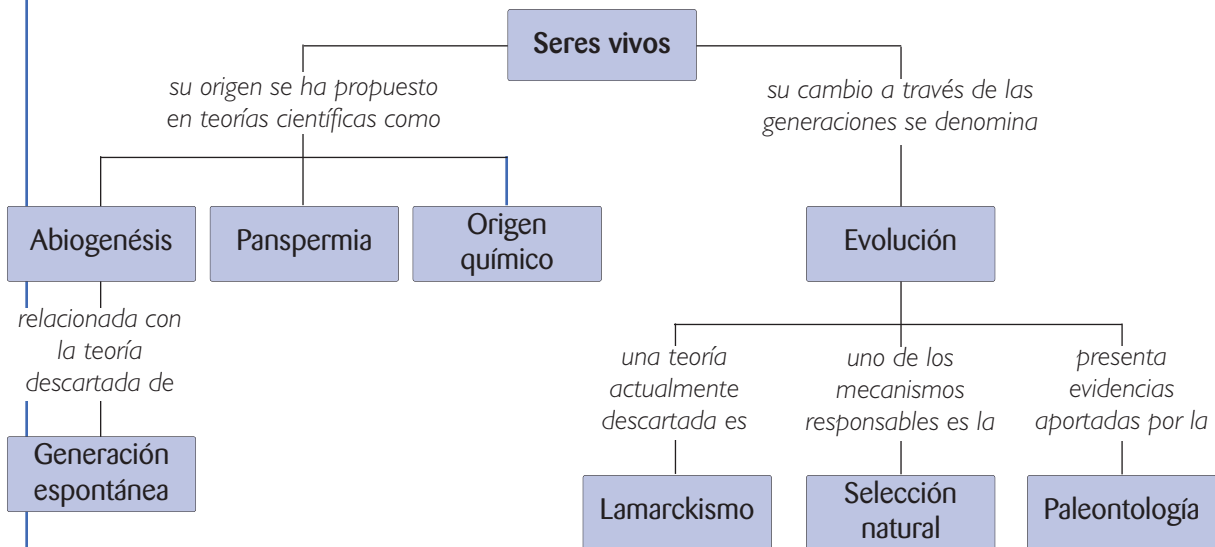 Seres vivos
su origen se ha propuesto
en teorías científicas como
su cambio a través de las
generaciones se denomina
Abiogenésis
Panspermia
Origen
químico
Evolución
relacionada con
la teoría
descartada de
una teoría
actualmente
descartada es
uno de los
mecanismos
responsables es la
presenta
evidencias
aportadas por la
Generación
espontánea
Lamarckismo
Selección
natural
Paleontología